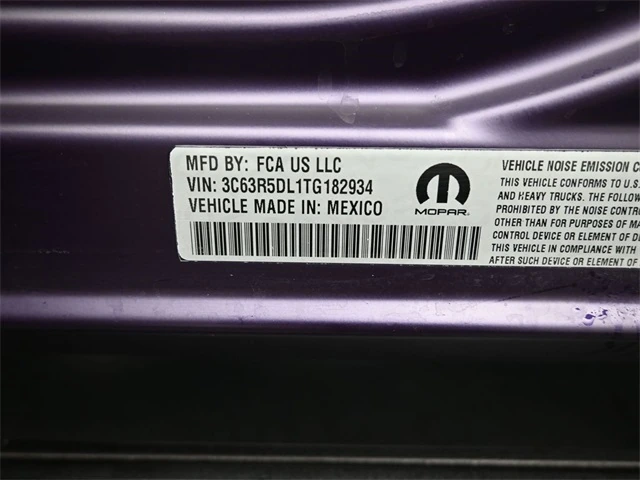 MFD BY: FCA US LLC
VIN: 3C63R5DL1TG182934
VEHICLE MADE IN: MEXICO
MOPAR
VEHICLE NOISE EMISSION
THIS VEHICLE CONFORMS TO U.S.
AND HEAVY TRUCKS. THE FOLLOW
PROHIBITED BY THE NOISE CONTR
OTHER THAN FOR PURPOSES OF MA
CONTROL DEVICE OR ELEMENT OF D
THIS VEHICLE IN COMPLIANCE WITH
AFTER SUCH DEVICE OR ELEMENT